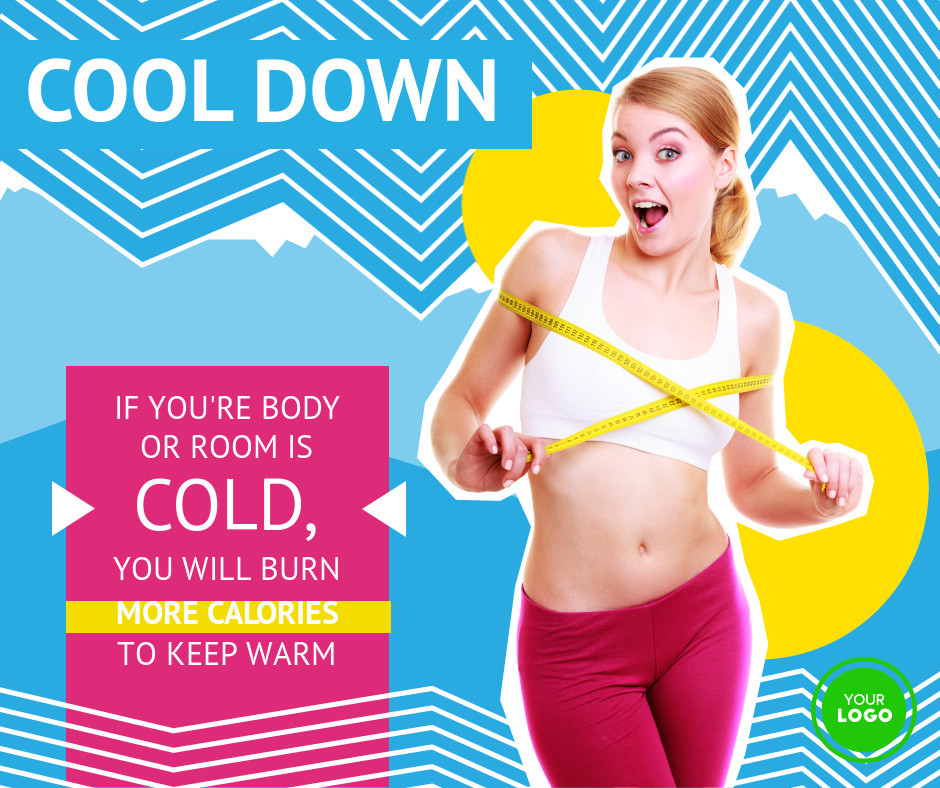 COOL DOWN
IF YOU'RE BODY
OR ROOM IS
COLD,
YOU WILL BURN
MORE CALORIES
TO KEEP WARM
YOUR
LOGO